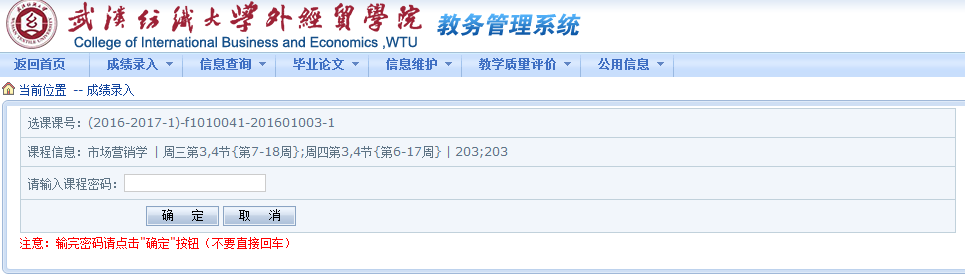 武漢紡織大學外經貿學院 教务管理系统
College of International Business and Economics ,WTU
返回首页 成绩录入 信息查询 毕业论文 信息维护 教学质量评价 公用信息
当前位置 -- 成绩录入
选课课号：(2016-2017-1)-f1010041-201601003-1
课程信息：市场营销学 | 周三第3,4节{第7-18周};周四第3,4节{第6-17周} | 203;203
请输入课程密码：
确 定 取 消
注意：输完密码请点击"确定"按钮（不要直接回车）